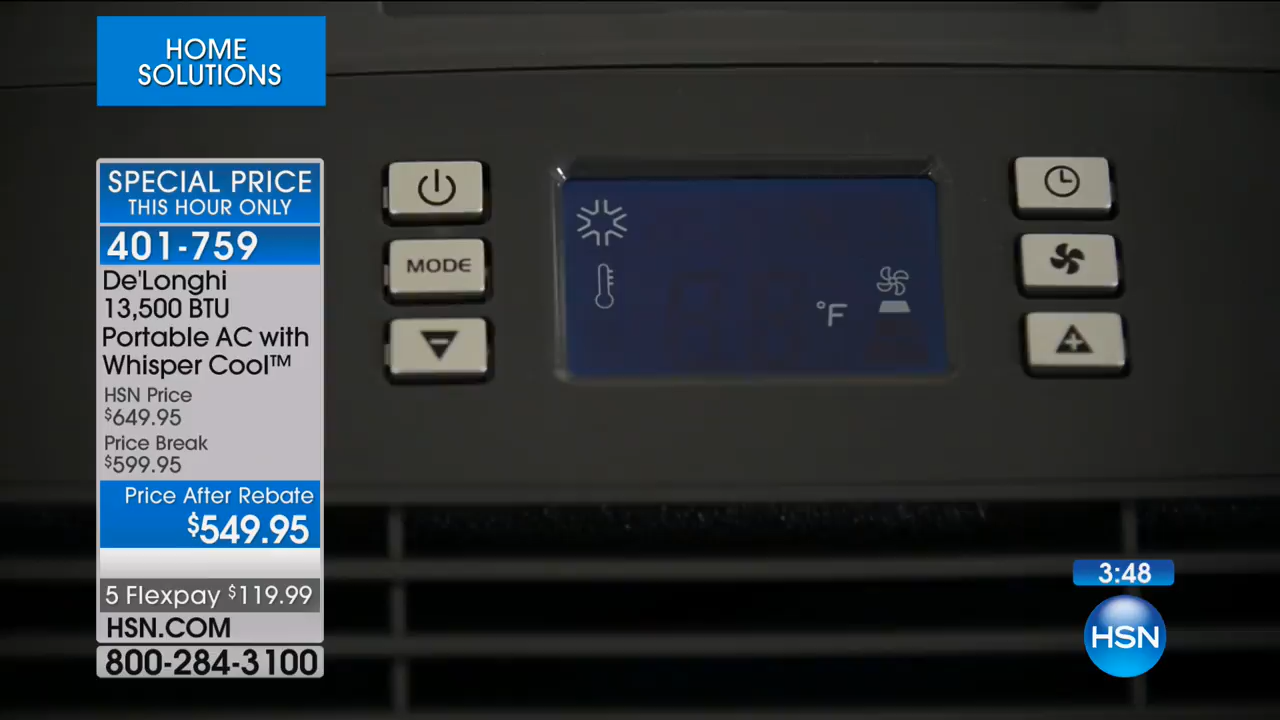 HOME
SOLUTIONS
SPECIAL PRICE
THIS HOUR ONLY
401-759
De'Longhi
13,500 BTU
Portable AC with
Whisper Cool™
HSN Price
$649.95
Price Break
$599.95
Price After Rebate
$549.95
5 Flexpay $119.99
HSN.COM
800-284-3100
MODE
°F
3:48
HSN